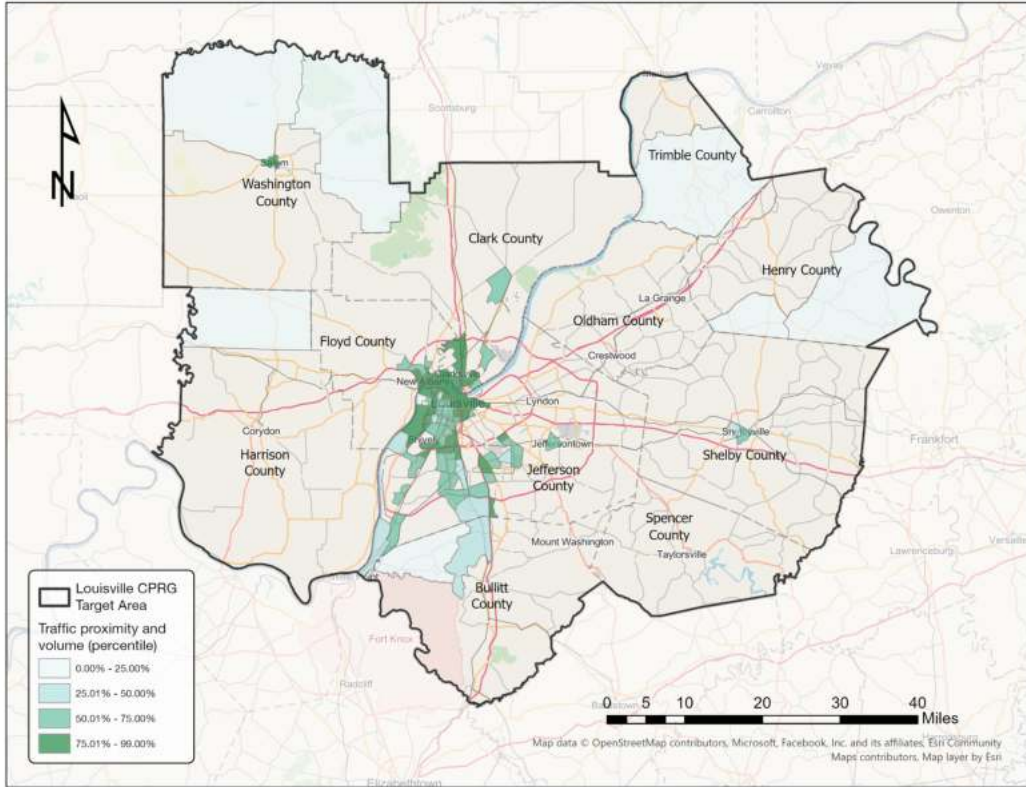 Vevay
Scottsburg
Carrollton
Trimble County
N
Salem
Washington
County
Owenton
Clark County
Henry County
La Grange
Oldham County
Floyd County
Crestwood
New Albany
Louisville
Lyndon
Corydon
Shively
Jeffersontown
Shelbyville
Frankfort
Harrison
County
Jefferson
County
Shelby County
Spencer
County
Mount Washington
Taylorsville
Lawrenceburg
Bullitt
County
Louisville CPRG
Target Area
Traffic proximity and
volume (percentile)
0.00% - 25.00%
25.01% - 50.00%
50.01% - 75.00%
75.01% - 99.00%
Fort Knox
Radcliff
Elizabethtown
Bardstown
0 5 10 20 30 40
Miles
Map data © OpenStreetMap contributors, Microsoft, Facebook, Inc. and its affiliates, Esri Community
Maps contributors, Map layer by Esri